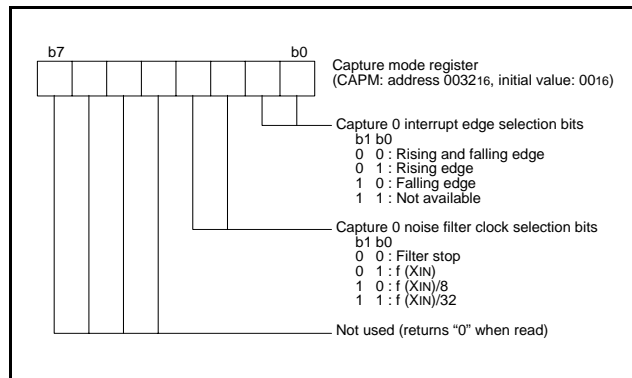 b7 b0
Capture mode register
(CAPM: address 003216, initial value: 0016)
Capture 0 interrupt edge selection bits
b1 b0
0 0 : Rising and falling edge
0 1 : Rising edge
1 0 : Falling edge
1 1 : Not available
Capture 0 noise filter clock selection bits
b1 b0
0 0 : Filter stop
0 1 : f (XIN)
1 0 : f (XIN)/8
1 1 : f (XIN)/32
Not used (returns “0” when read)